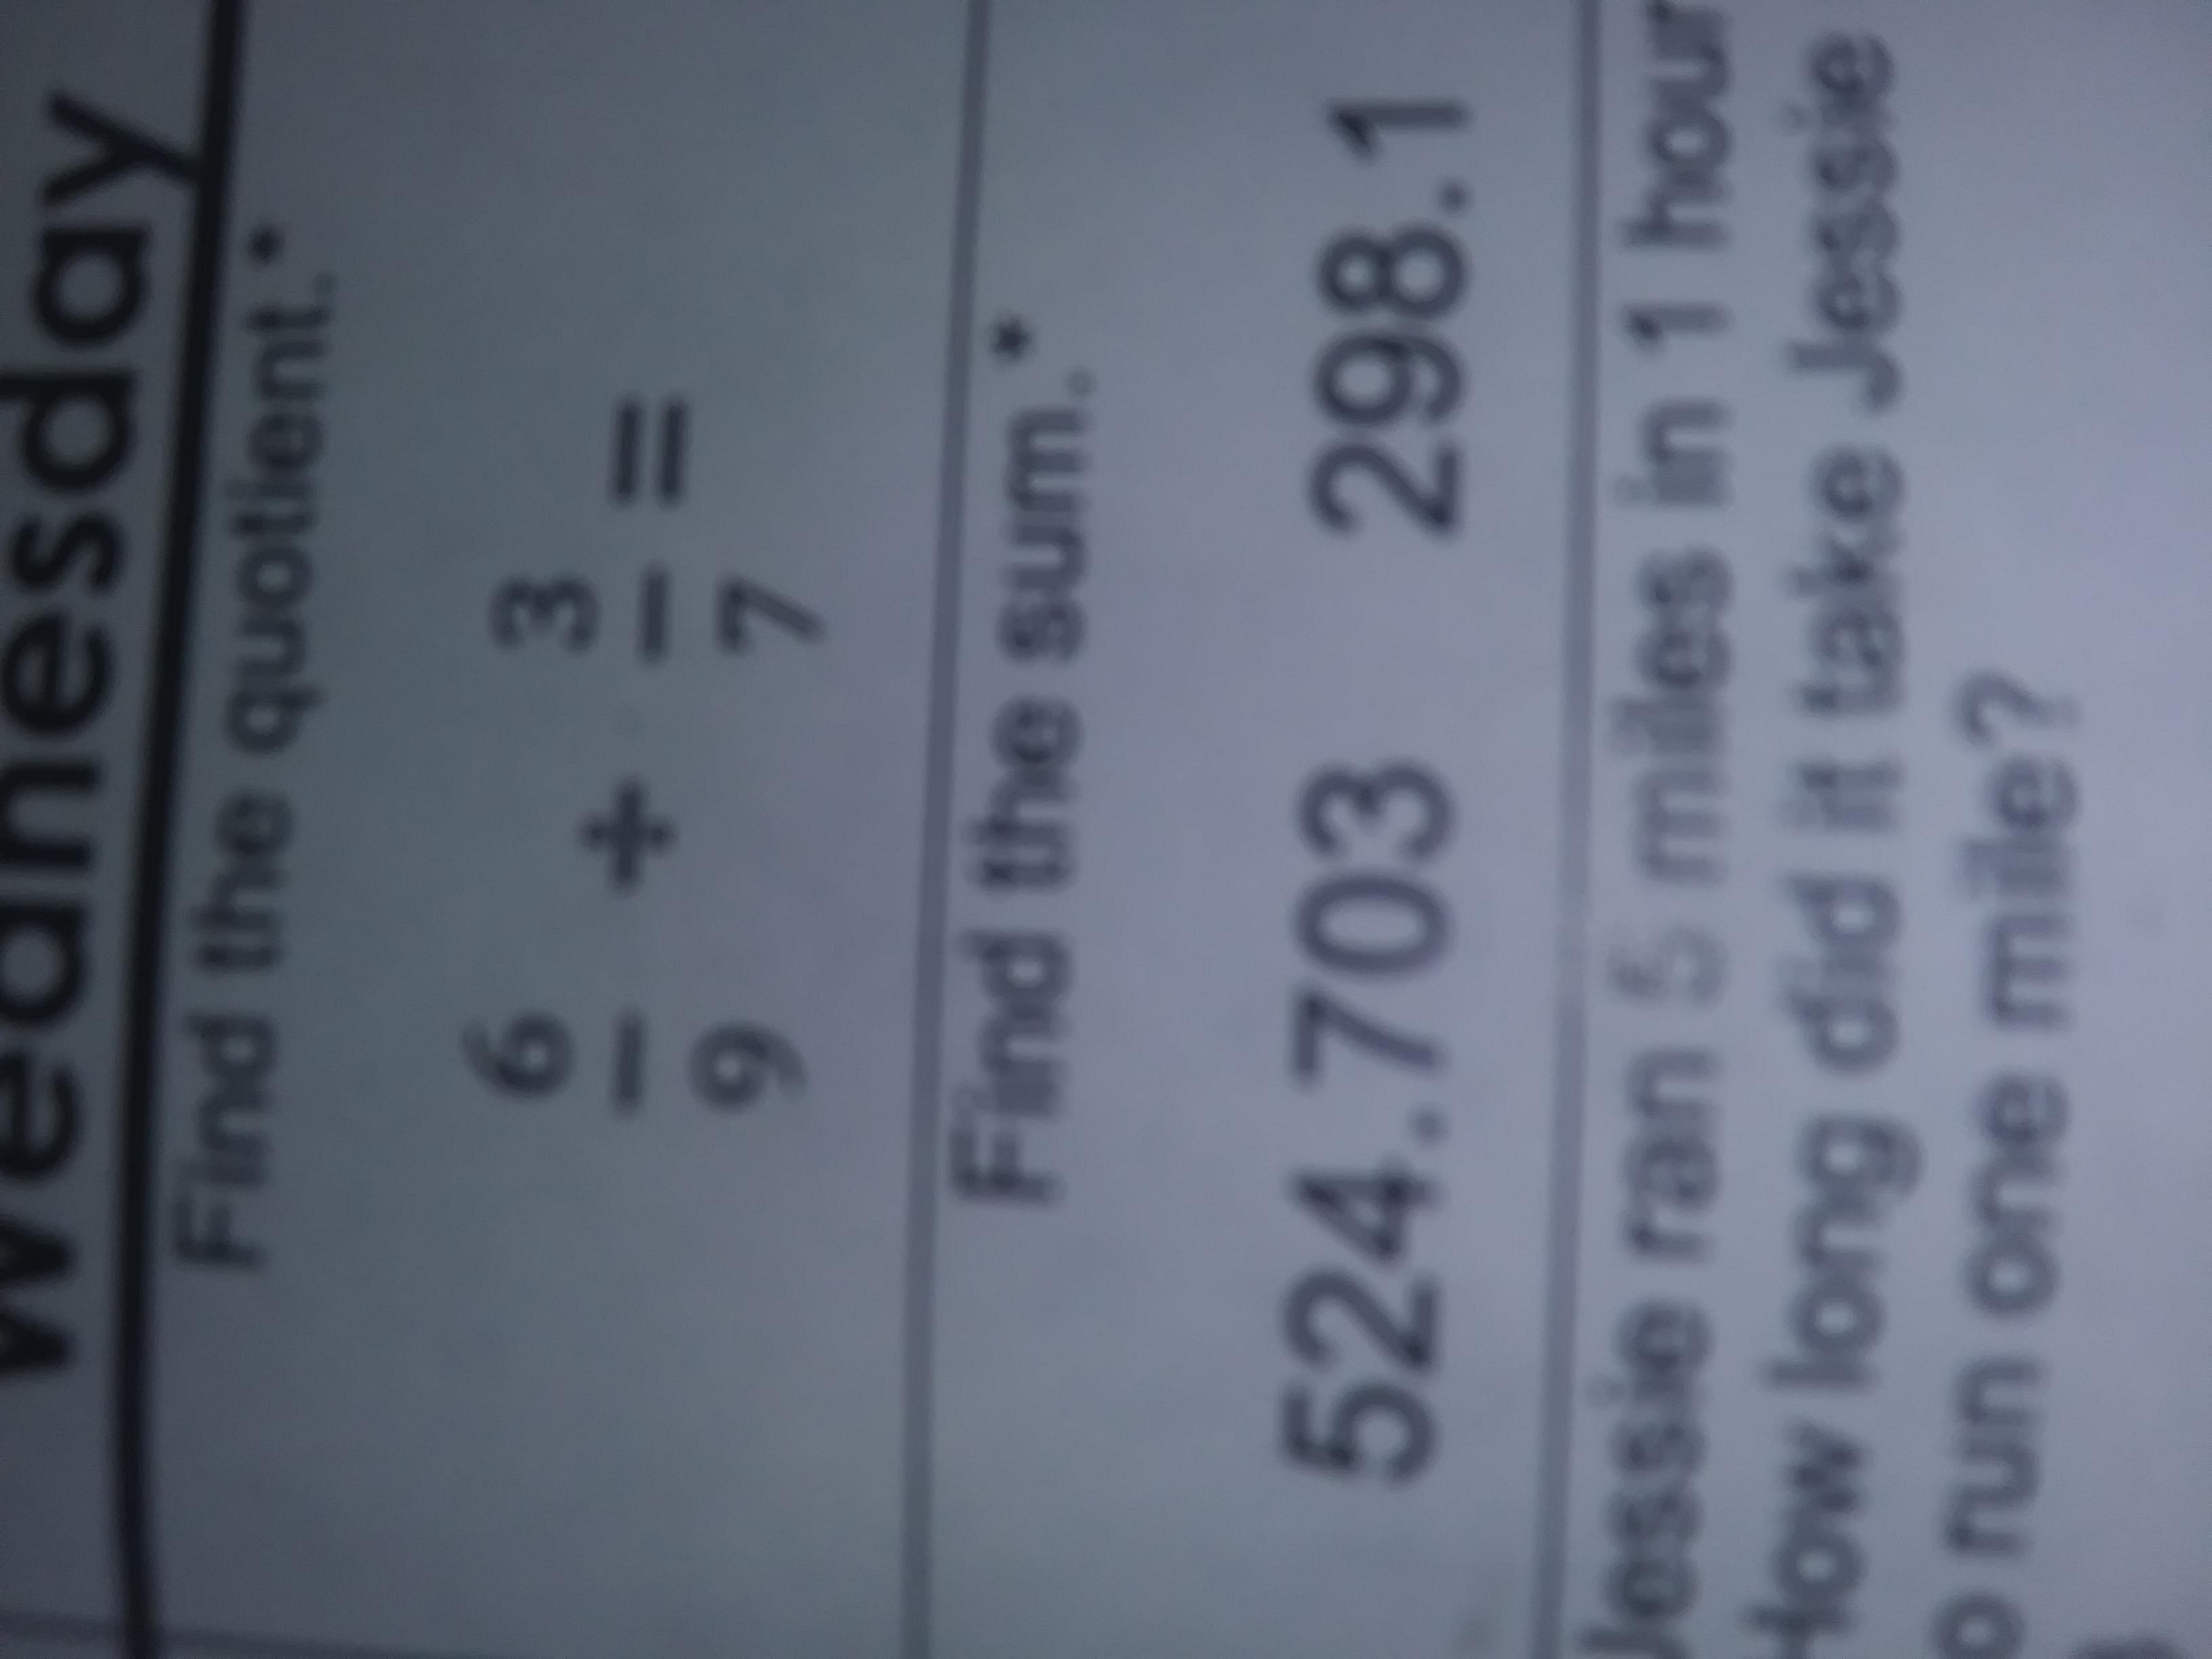 Wednesday
Find the quotient.*
6/9 ÷ 3/7 =
Find the sum.*
524.703 298.1
Jessie ran 5 miles in 1 hour
How long did it take Jessie
run one mile?